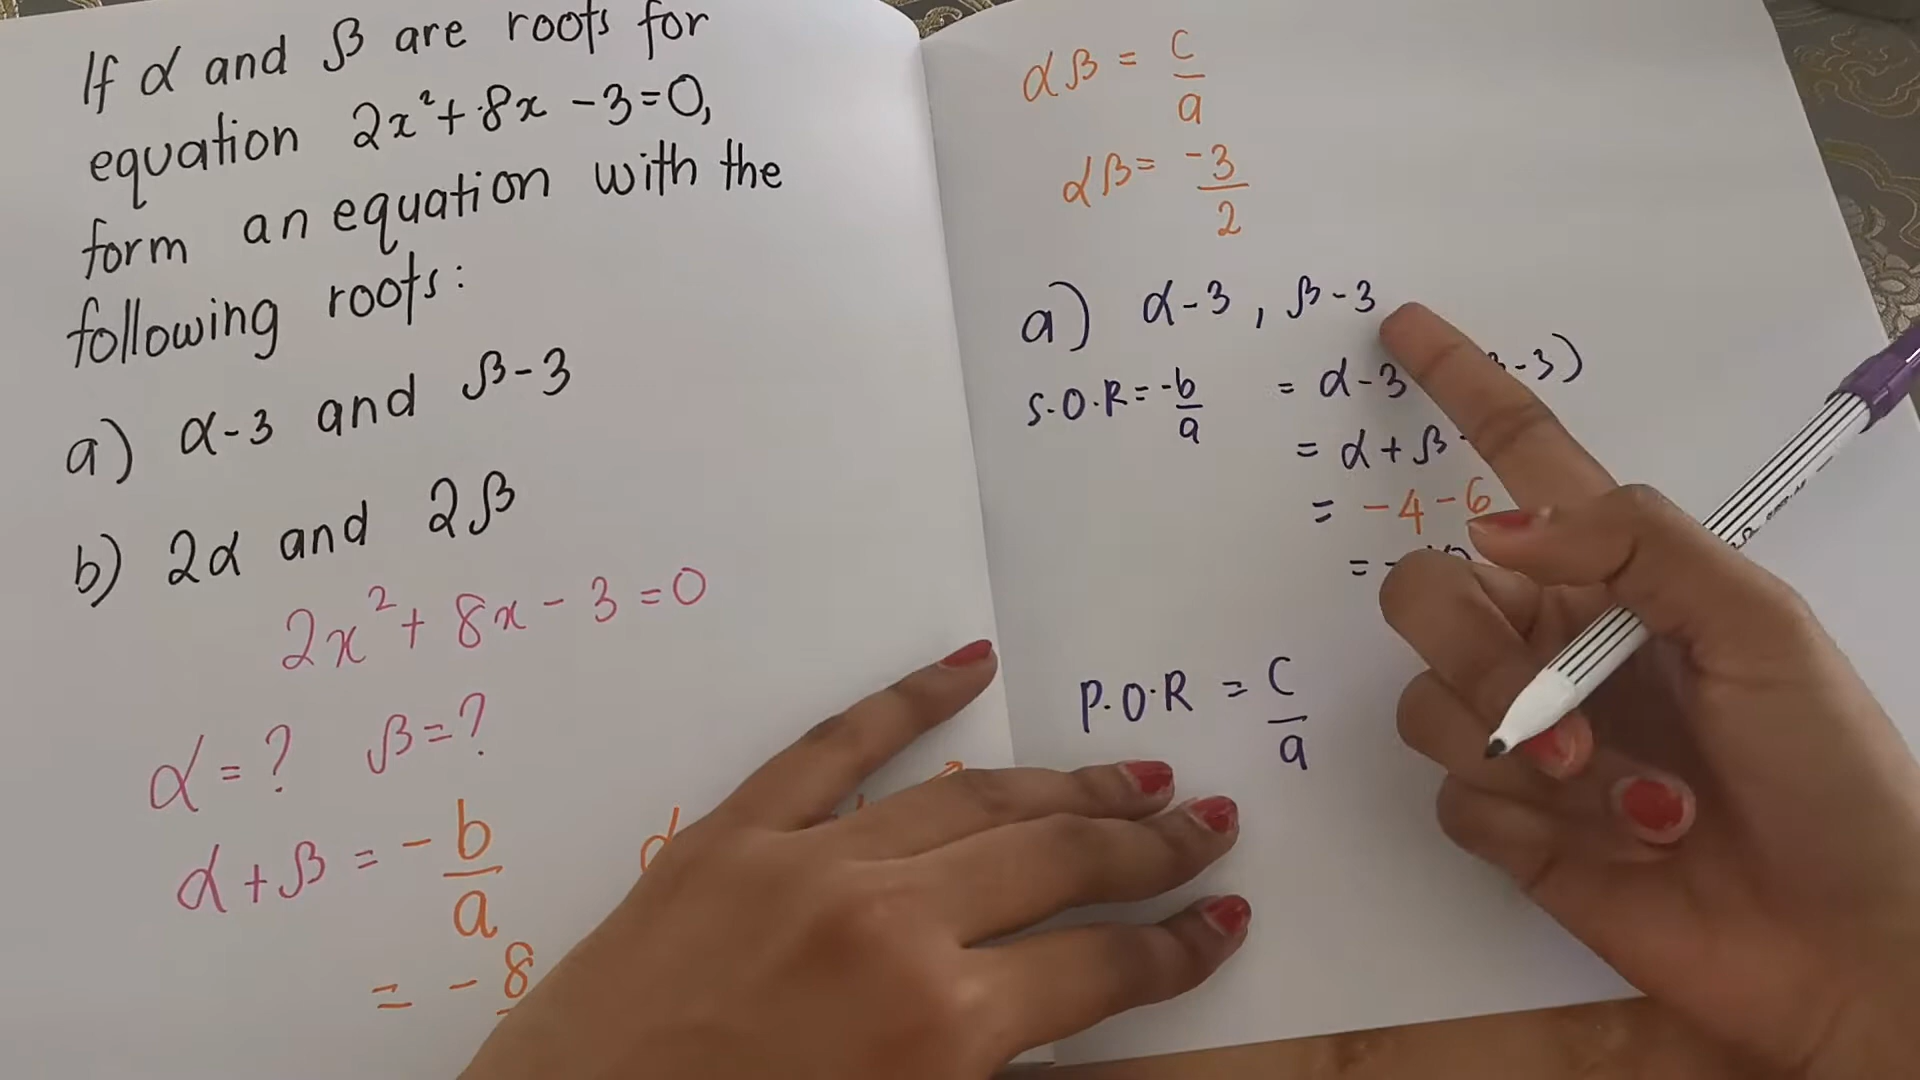 If α and β are roots for
equation 2x²+8x -3=0,
form an equation with the
following roots:
a) α-3 and β-3
b) 2α and 2β
2x²+8x-3=0
α=? β=?
α+β = -b/a
= -8
α
αβ = c/a
αβ = -3/2
a) α-3, β-3
S.O.R = -b/a = α-3 -3)
= α+β
= -4-6
= -
P.O.R = c/a